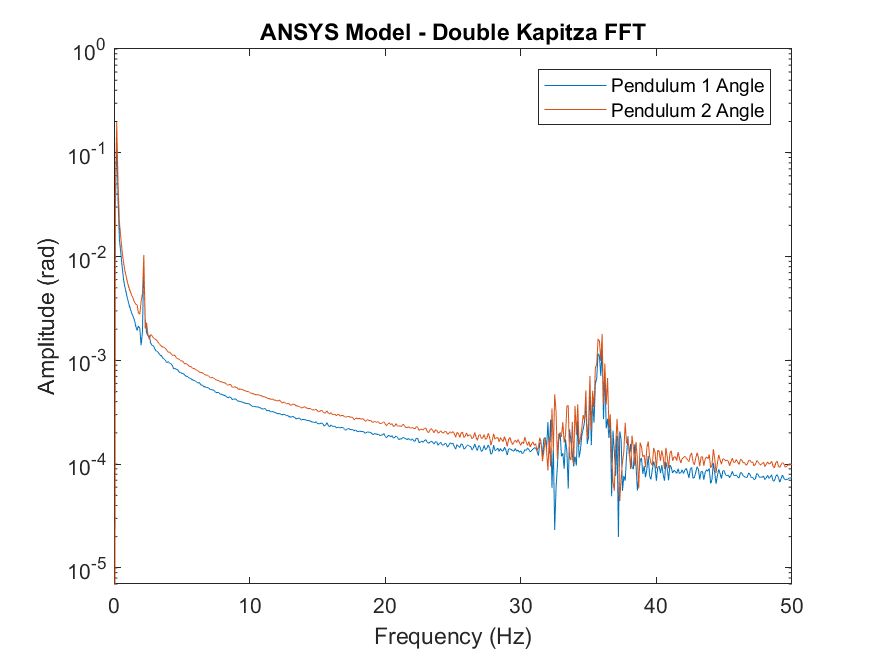 ANSYS Model - Double Kapitza FFT
Pendulum 1 Angle
Pendulum 2 Angle
Amplitude (rad)
10^0
10^-1
10^-2
10^-3
10^-4
10^-5
0 10 20 30 40 50
Frequency (Hz)